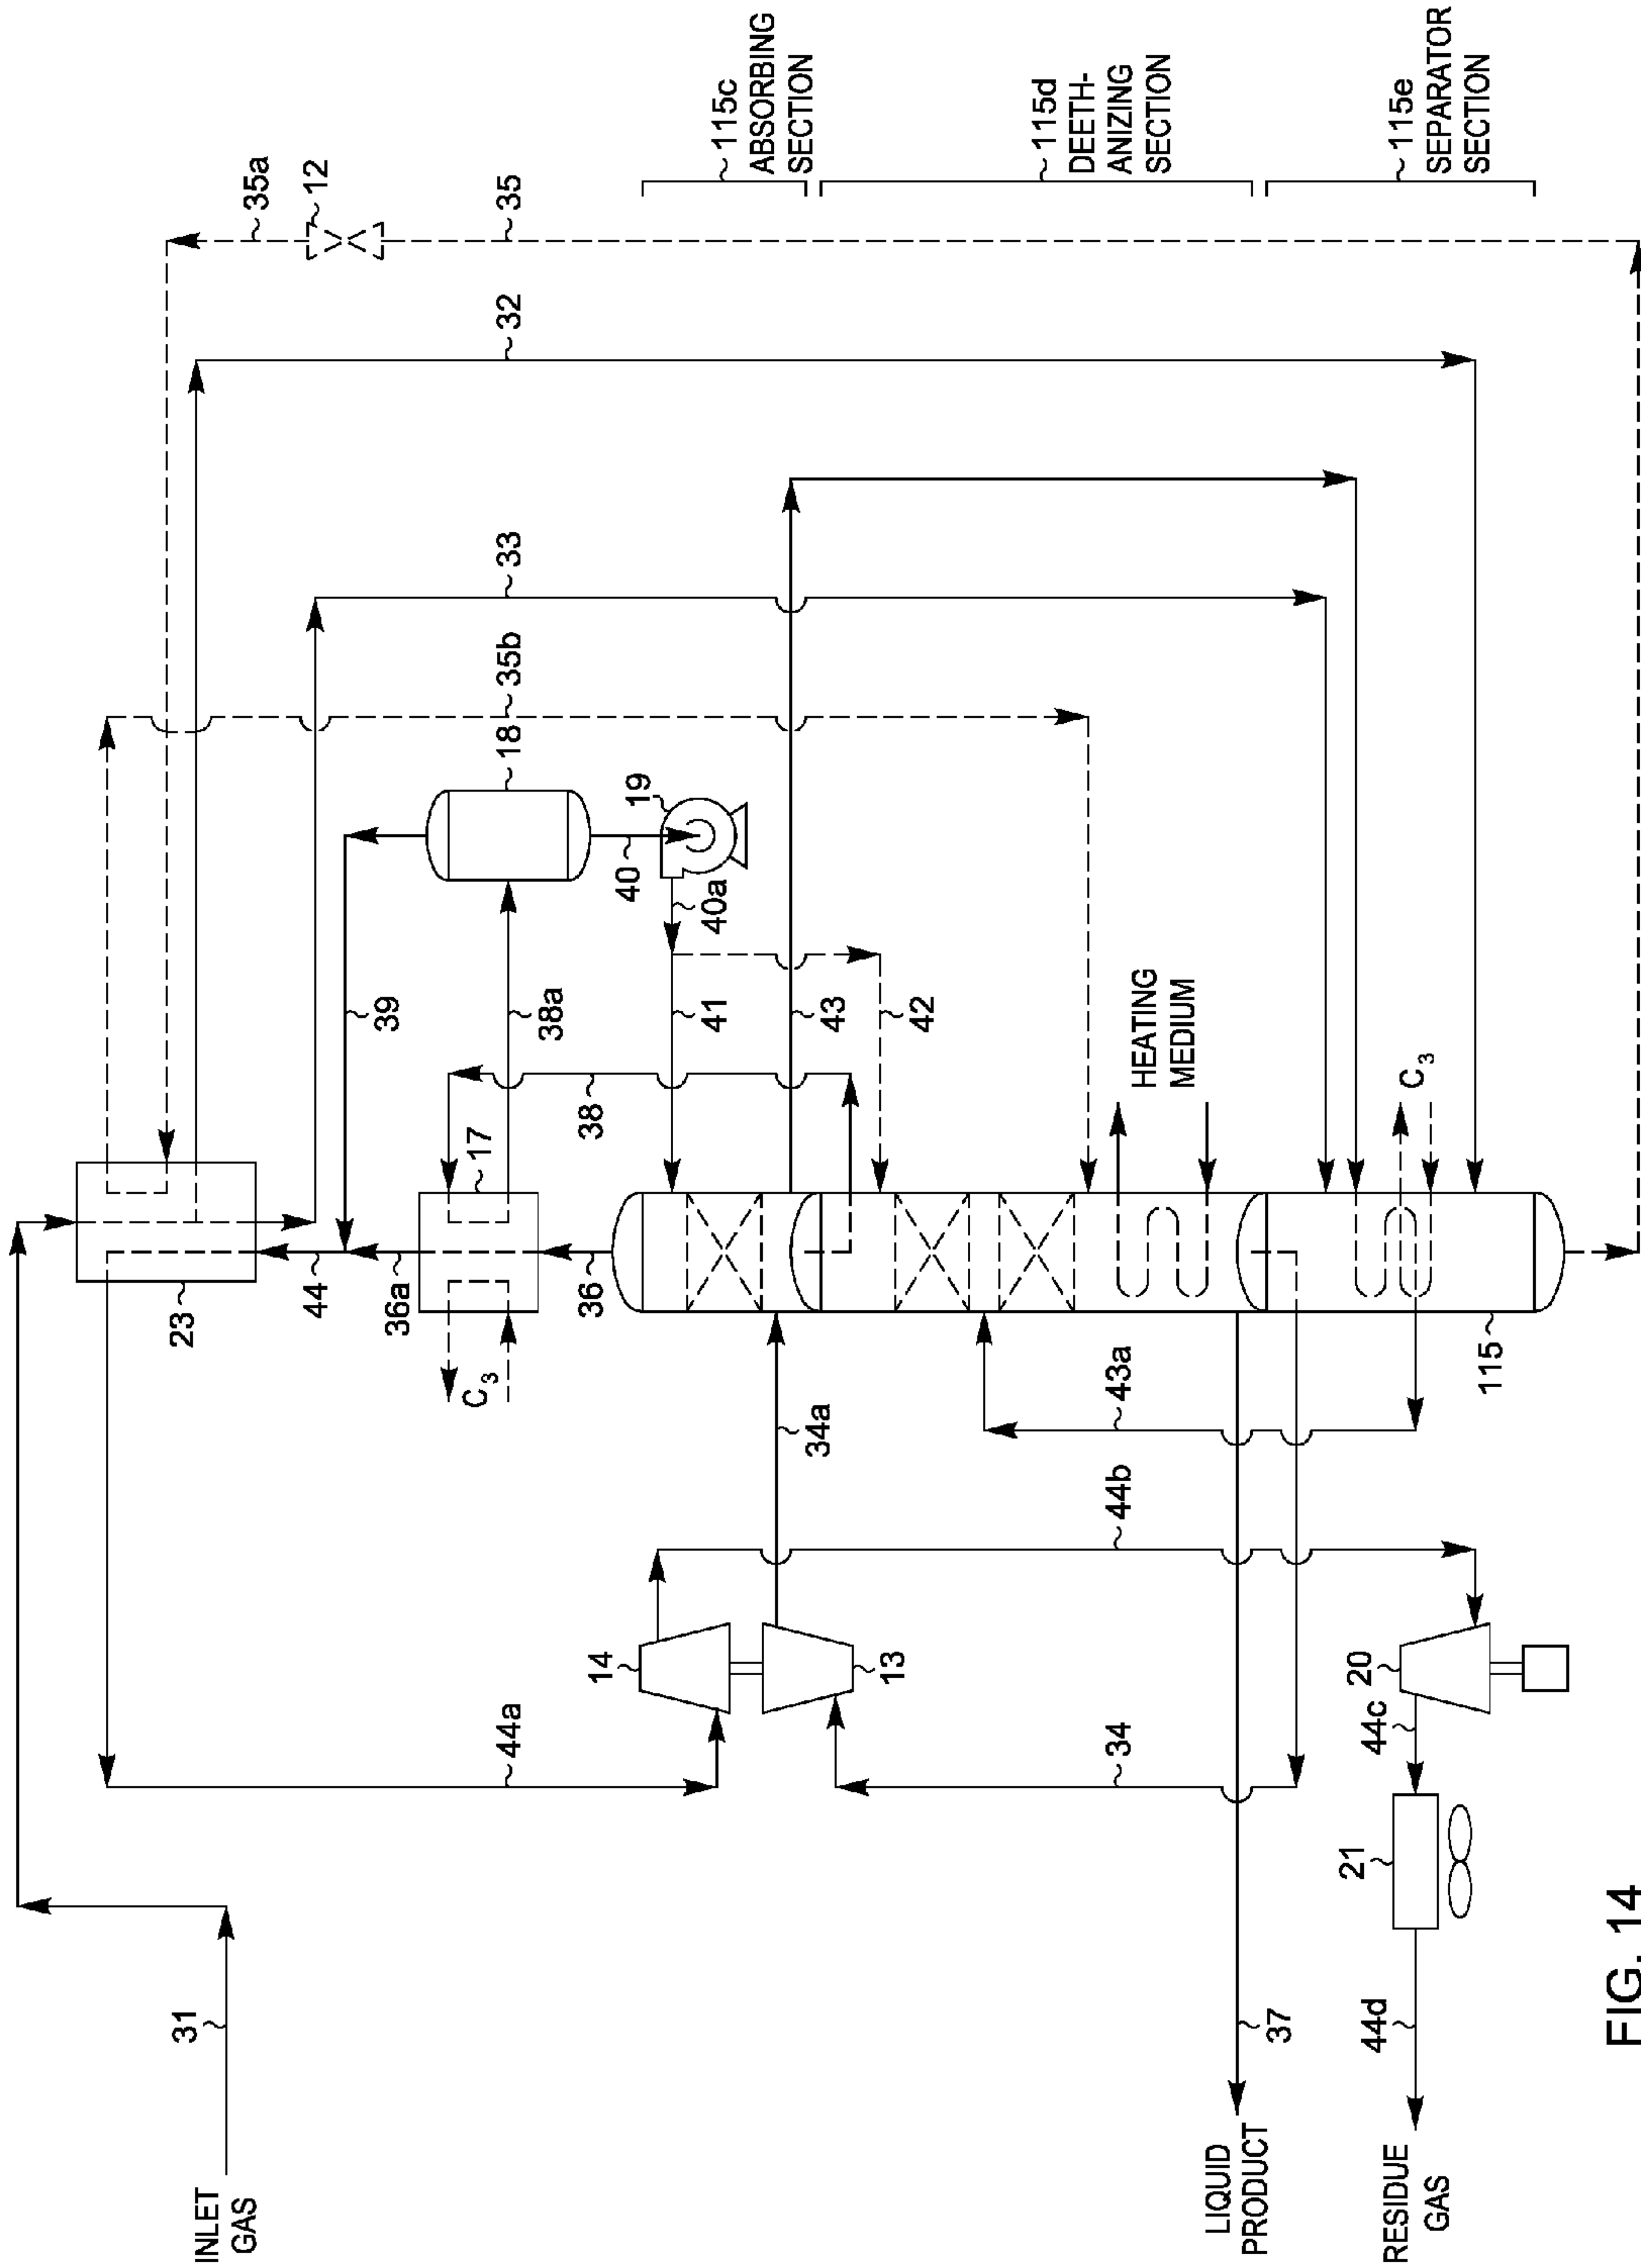 INLET
GAS
31
23
44
36a
C3
36
17
38
38a
39
18
40
19
40a
41
42
43
35b
33
32
35
12
35a
44a
14
13
34a
34
44b
43a
HEATING
MEDIUM
C3
115
115c
ABSORBING
SECTION
115d
DEETH-
ANIZING
SECTION
115e
SEPARATOR
SECTION
LIQUID
PRODUCT
37
RESIDUE
GAS
44d
21
44c
20
FIG. 14